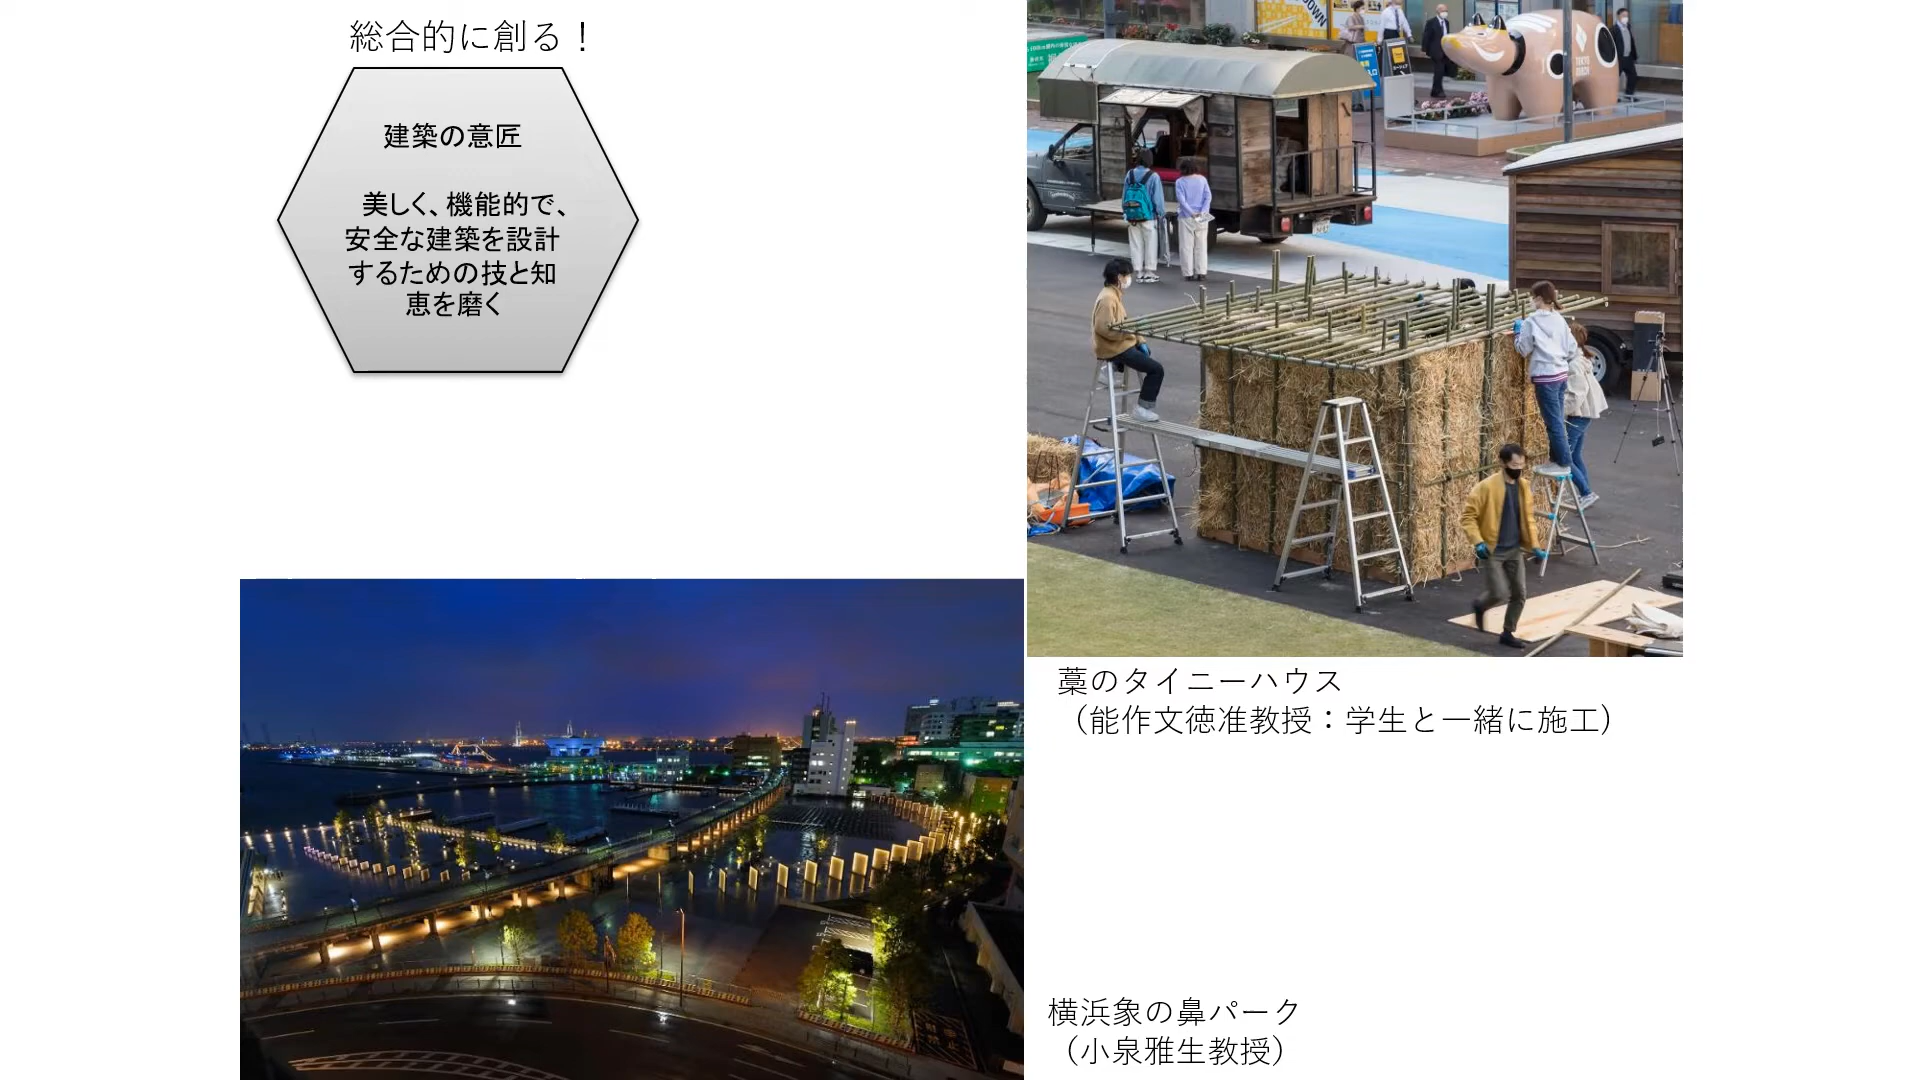 総合的に創る！
建築の意匠
美しく、機能的で、
安全な建築を設計
するための技と知
恵を磨く
藁のタイニーハウス
（能作文徳准教授：学生と一緒に施工）
横浜象の鼻パーク
（小泉雅生教授）